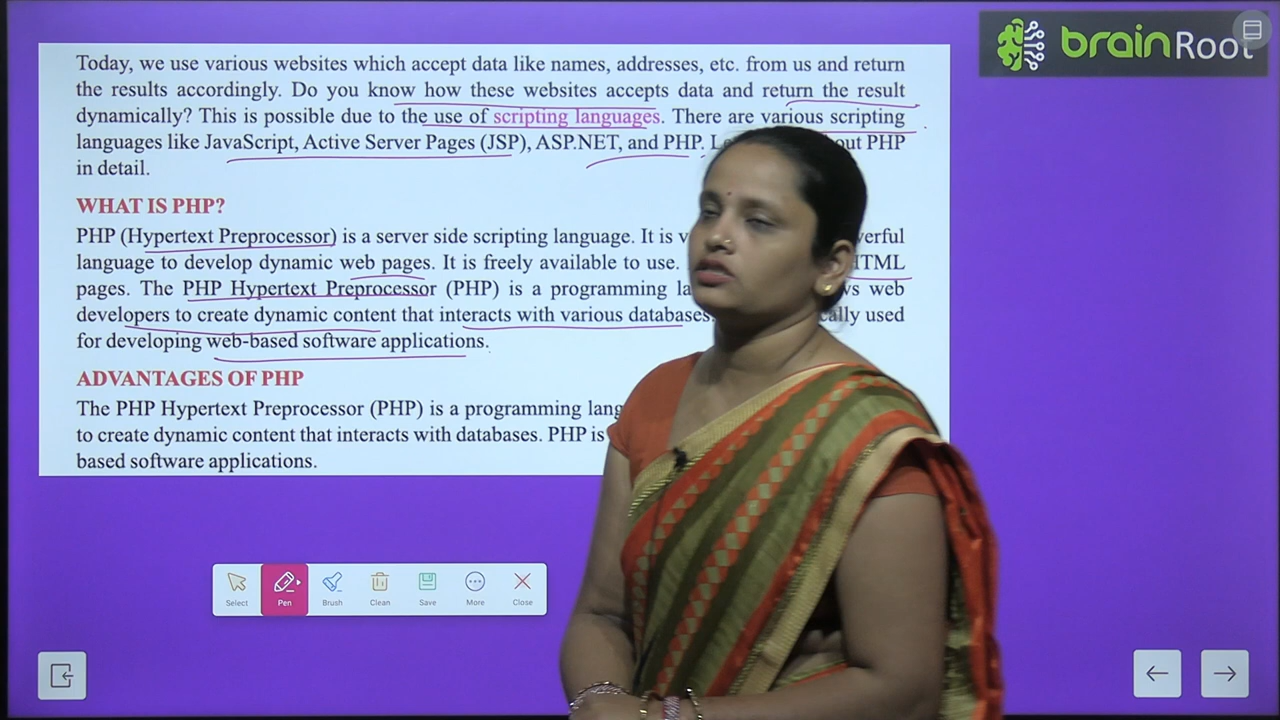 brainRoot
Today, we use various websites which accept data like names, addresses, etc. from us and return
the results accordingly. Do you know how these websites accepts data and return the result
dynamically? This is possible due to the use of scripting languages. There are various scripting
languages like JavaScript, Active Server Pages (JSP), ASP.NET, and PHP. out PHP
in detail.
WHAT IS PHP?
PHP (Hypertext Preprocessor) is a server side scripting language. It is
language to develop dynamic web pages. It is freely available to use. HTML
pages. The PHP Hypertext Preprocessor (PHP) is a programming web
developers to create dynamic content that interacts with various databases. used
for developing web-based software applications.
ADVANTAGES OF PHP
The PHP Hypertext Preprocessor (PHP) is a programming
to create dynamic content that interacts with databases. PHP is
based software applications.
Select Pen Brush Clean Save More Close